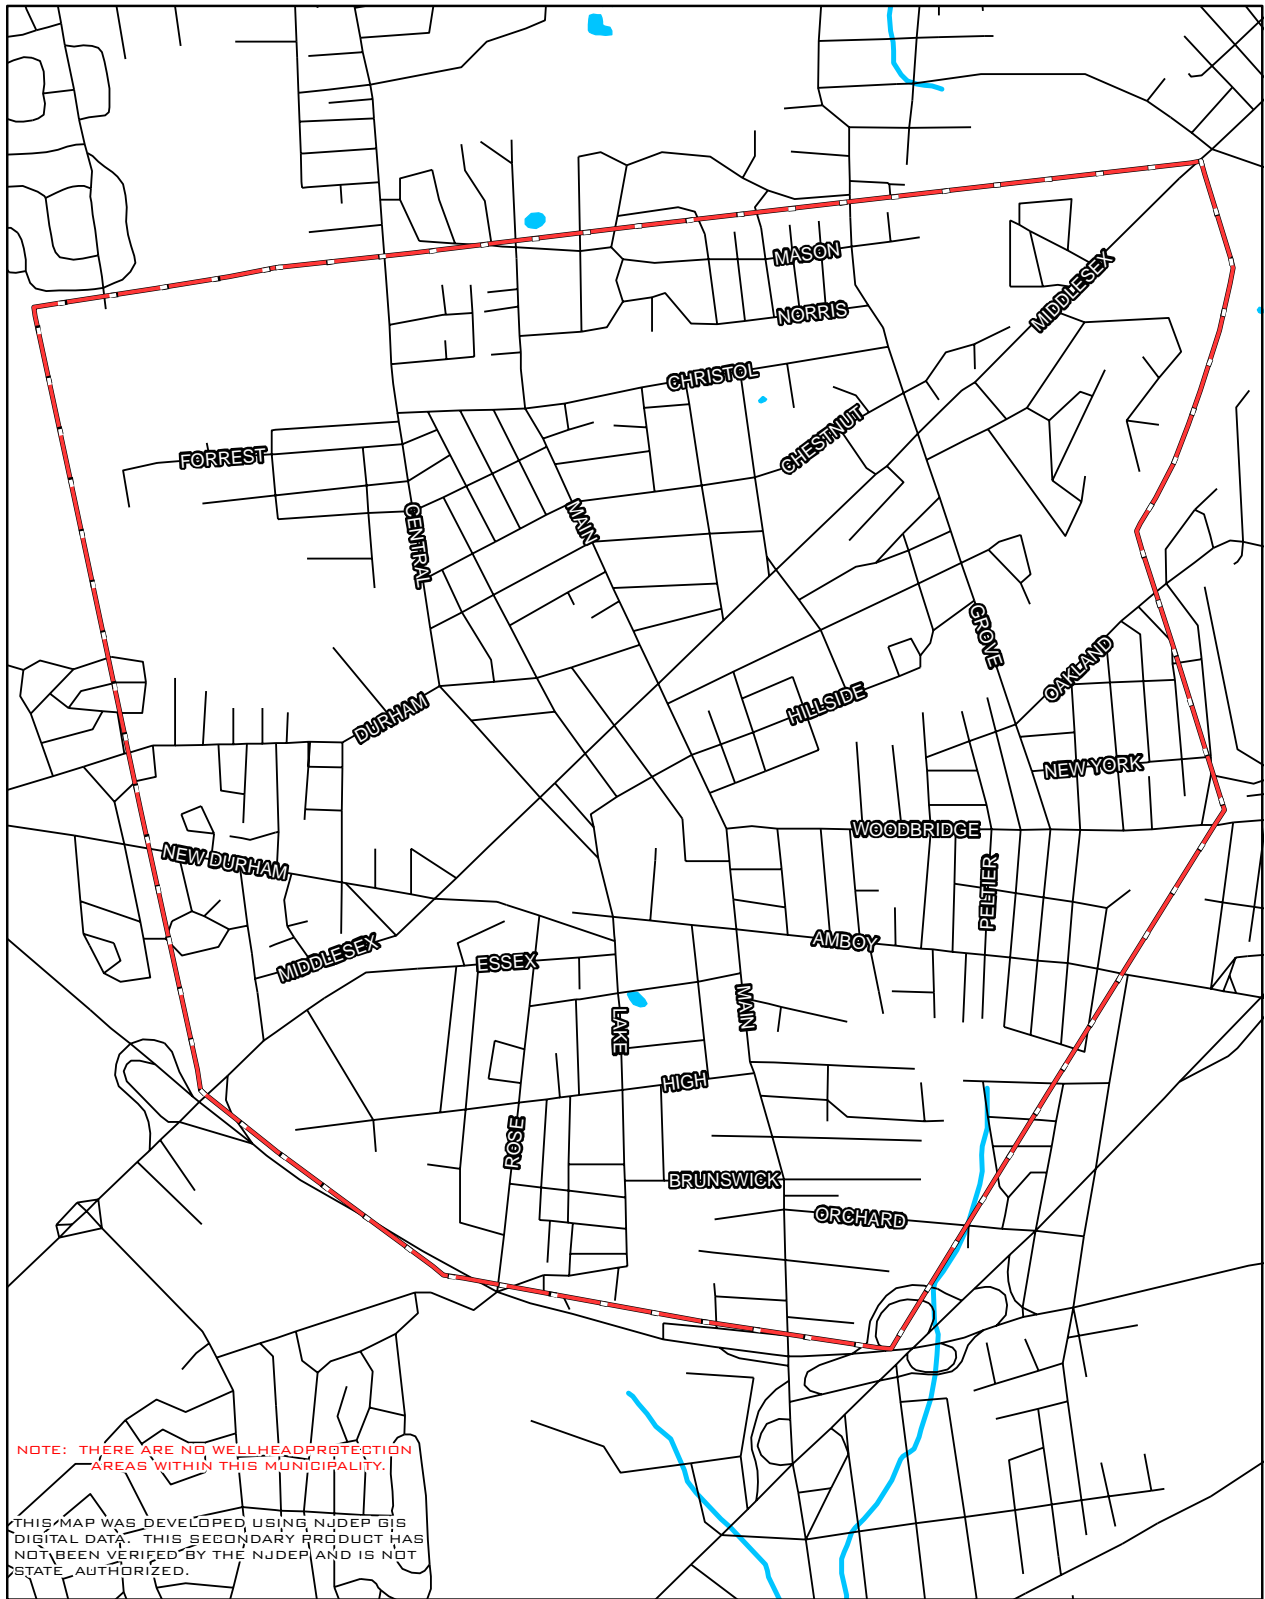 MASON
MIDDLESEX
NORRIS
CHRISTOL
CHESTNUT
FORREST
CENTRAL
MAIN
GROVE
OAKLAND
DURHAM
HILLSIDE
NEW YORK
WOODBRIDGE
NEW DURHAM
PELTIER
AMBOY
MIDDLESEX
ESSEX
MAIN
LAKE
HIGH
ROSE
BRUNSWICK
ORCHARD
NOTE: THERE ARE NO WELLHEADPROTECTION
AREAS WITHIN THIS MUNICIPALITY.
THIS MAP WAS DEVELOPED USING NJDEP GIS
DIGITAL DATA. THIS SECONDARY PRODUCT HAS
NOT BEEN VERIFED BY THE NJDEP AND IS NOT
STATE AUTHORIZED.